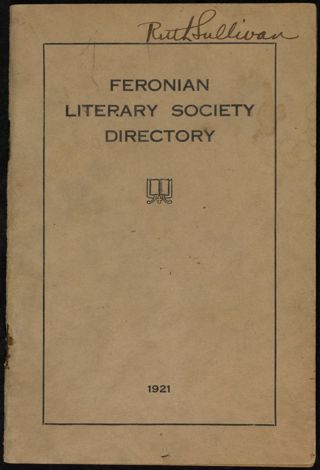 Ruth Sullivan
FERONIAN
LITERARY SOCIETY
DIRECTORY
1921